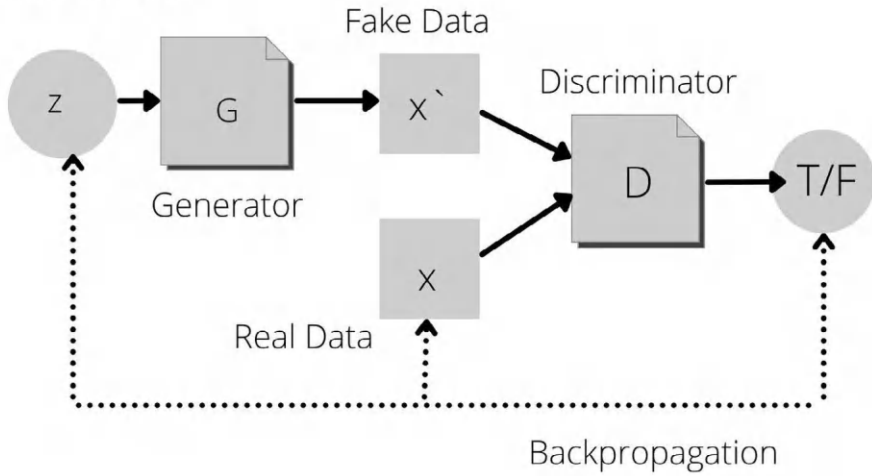 Fake Data
z
G
x`
Discriminator
D
T/F
Generator
x
Real Data
Backpropagation